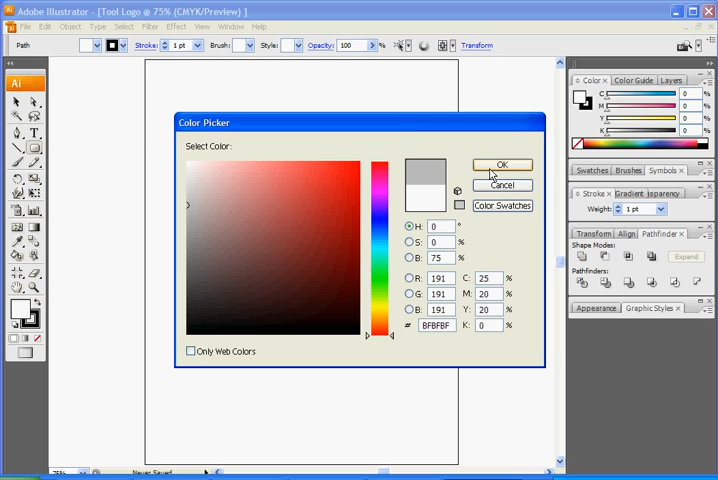 Adobe Illustrator - [Tool Logo @ 75% (CMYK/Preview) ]
File Edit Object Type Select Filter Effect View Window Help
Path Stroke: 1 pt Brush: Style: Opacity: 100 % Transform
Ai
Color Color Guide Layers
C 0 %
M 0 %
Y 0 %
K 0 %
Swatches Brushes Symbols
Stroke Gradient
Weight: 1 pt
Transform Align Pathfinder
Shape Modes:
Expand
Pathfinders:
Appearance Graphic Styles
Color Picker
Select Color:
OK
Cancel
Color Swatches
H: 0 °
S: 0 %
B: 75 %
R: 191 C: 25 %
G: 191 M: 20 %
B: 191 Y: 20 %
# BFBFBF K: 0 %
Only Web Colors
75% Never Saved